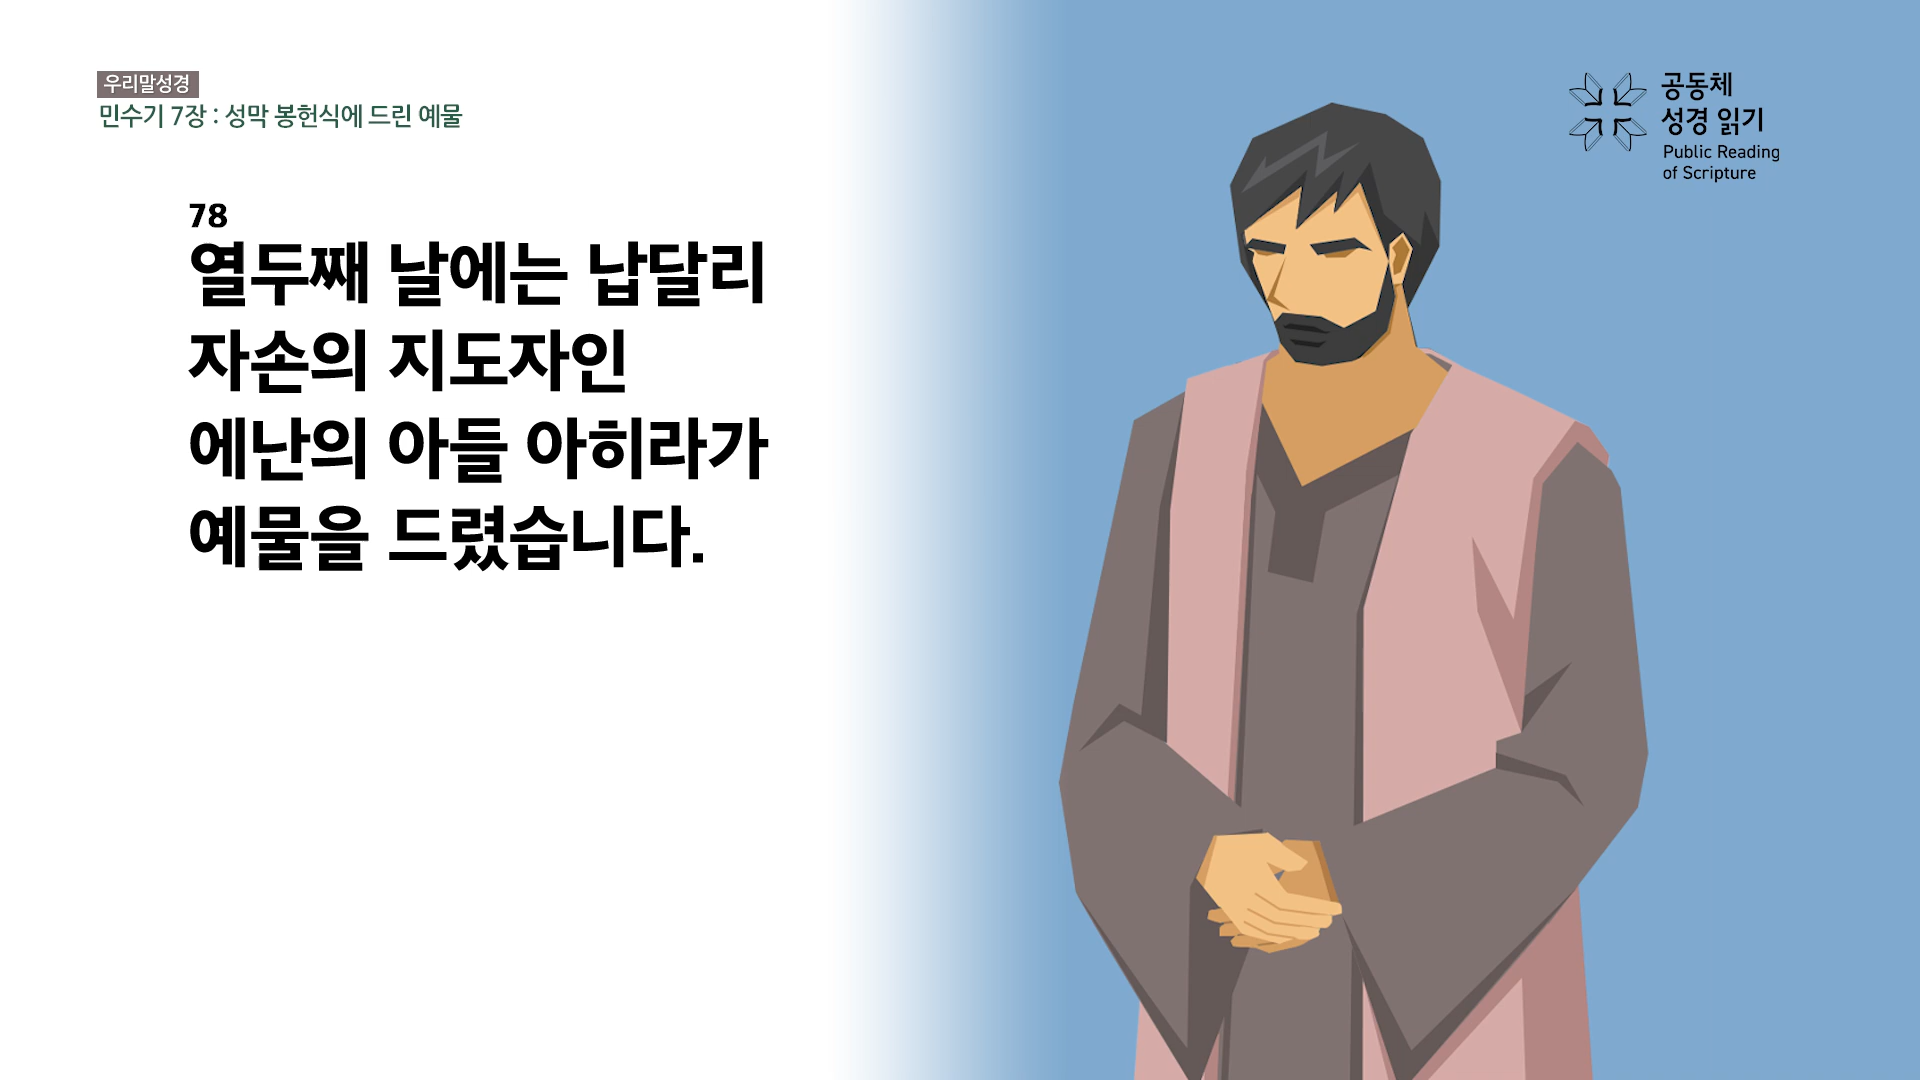 우리말성경
민수기 7장 : 성막 봉헌식에 드린 예물
공동체
성경 읽기
Public Reading
of Scripture
78
열두째 날에는 납달리
자손의 지도자인
에난의 아들 아히라가
예물을 드렸습니다.